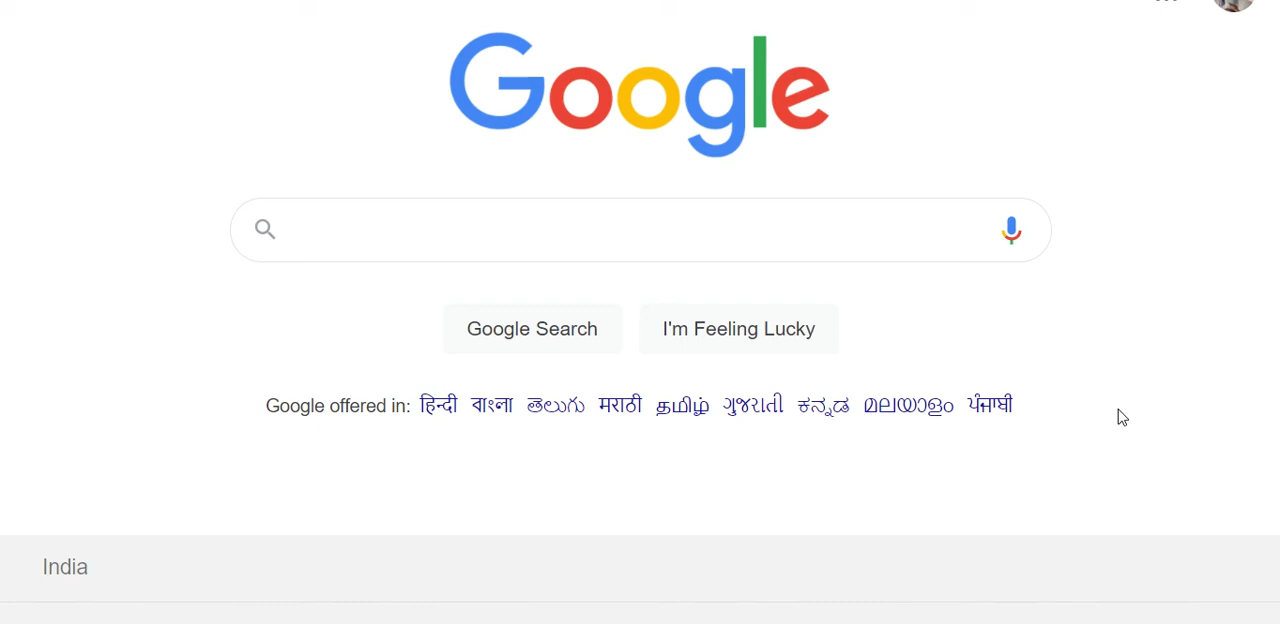 Google
Google Search
I'm Feeling Lucky
Google offered in: हिन्दी বাংলা తెలుగు मराठी தமிழ் ગુજરાતી ಕನ್ನಡ മലയാളം ਪੰਜਾਬੀ
India